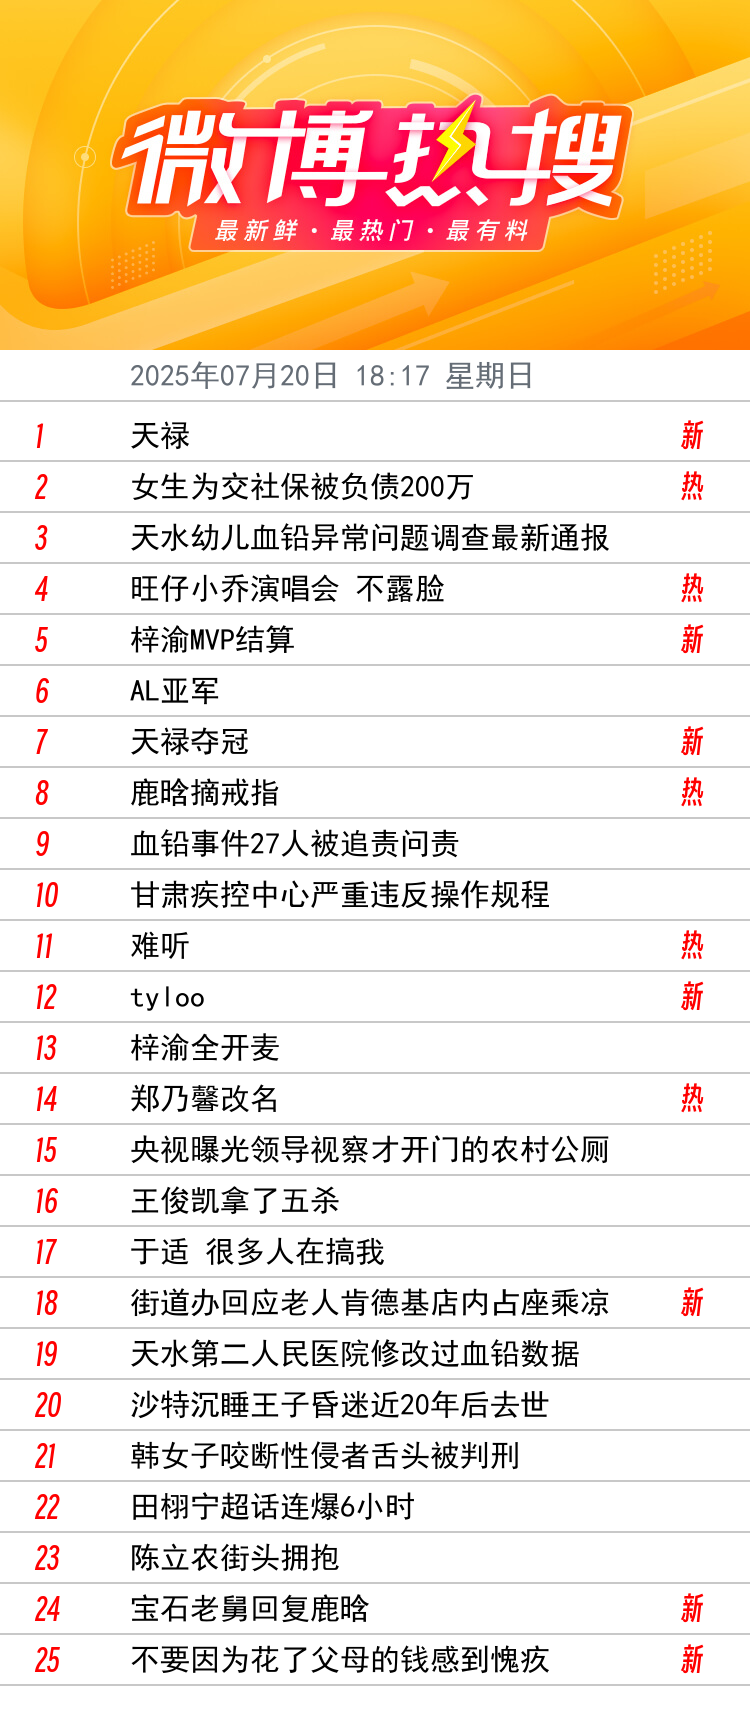 微博热搜
最新鲜·最热门·最有料
2025年07月20日 18:17 星期日
1 天禄 新
2 女生为交社保被负债200万 热
3 天水幼儿血铅异常问题调查最新通报
4 旺仔小乔演唱会 不露脸 热
5 梓渝MVP结算 新
6 AL亚军
7 天禄夺冠 新
8 鹿晗摘戒指 热
9 血铅事件27人被追责问责
10 甘肃疾控中心严重违反操作规程
11 难听 热
12 tyloo 新
13 梓渝全开麦
14 郑乃馨改名 热
15 央视曝光领导视察才开门的农村公厕
16 王俊凯拿了五杀
17 于适 很多人在搞我
18 街道办回应老人肯德基店内占座乘凉 新
19 天水第二人民医院修改过血铅数据
20 沙特沉睡王子昏迷近20年后去世
21 韩女子咬断性侵者舌头被判刑
22 田栩宁超话连爆6小时
23 陈立农街头拥抱
24 宝石老舅回复鹿晗 新
25 不要因为花了父母的钱感到愧疚 新